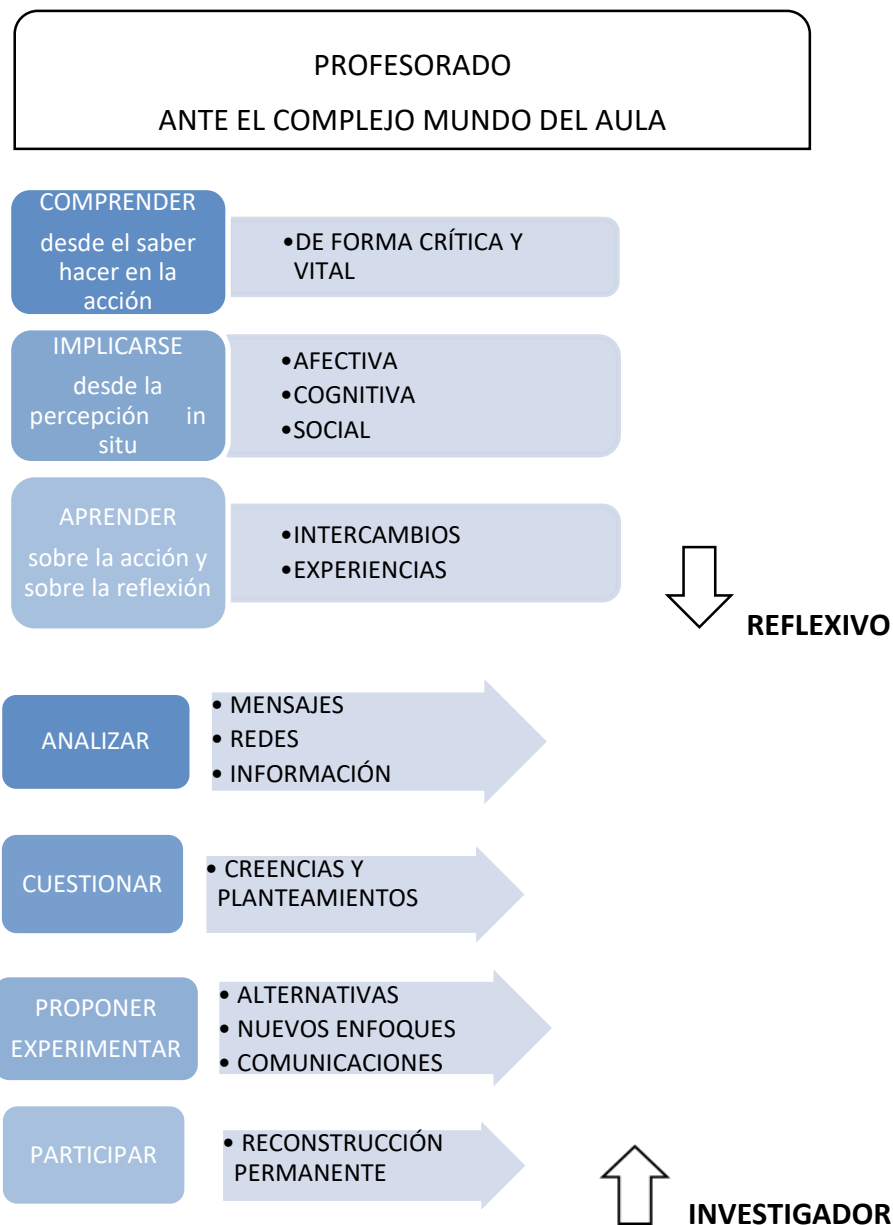 PROFESORADO
ANTE EL COMPLEJO MUNDO DEL AULA
COMPRENDER
desde el saber
hacer en la
acción
•DE FORMA CRÍTICA Y
VITAL
IMPLICARSE
desde la
percepción in
situ
•AFECTIVA
•COGNITIVA
•SOCIAL
APRENDER
sobre la acción y
sobre la reflexión
•INTERCAMBIOS
•EXPERIENCIAS
REFLEXIVO
ANALIZAR
• MENSAJES
• REDES
• INFORMACIÓN
CUESTIONAR
• CREENCIAS Y
PLANTEAMIENTOS
PROPONER
EXPERIMENTAR
• ALTERNATIVAS
• NUEVOS ENFOQUES
• COMUNICACIONES
PARTICIPAR
• RECONSTRUCCIÓN
PERMANENTE
INVESTIGADOR